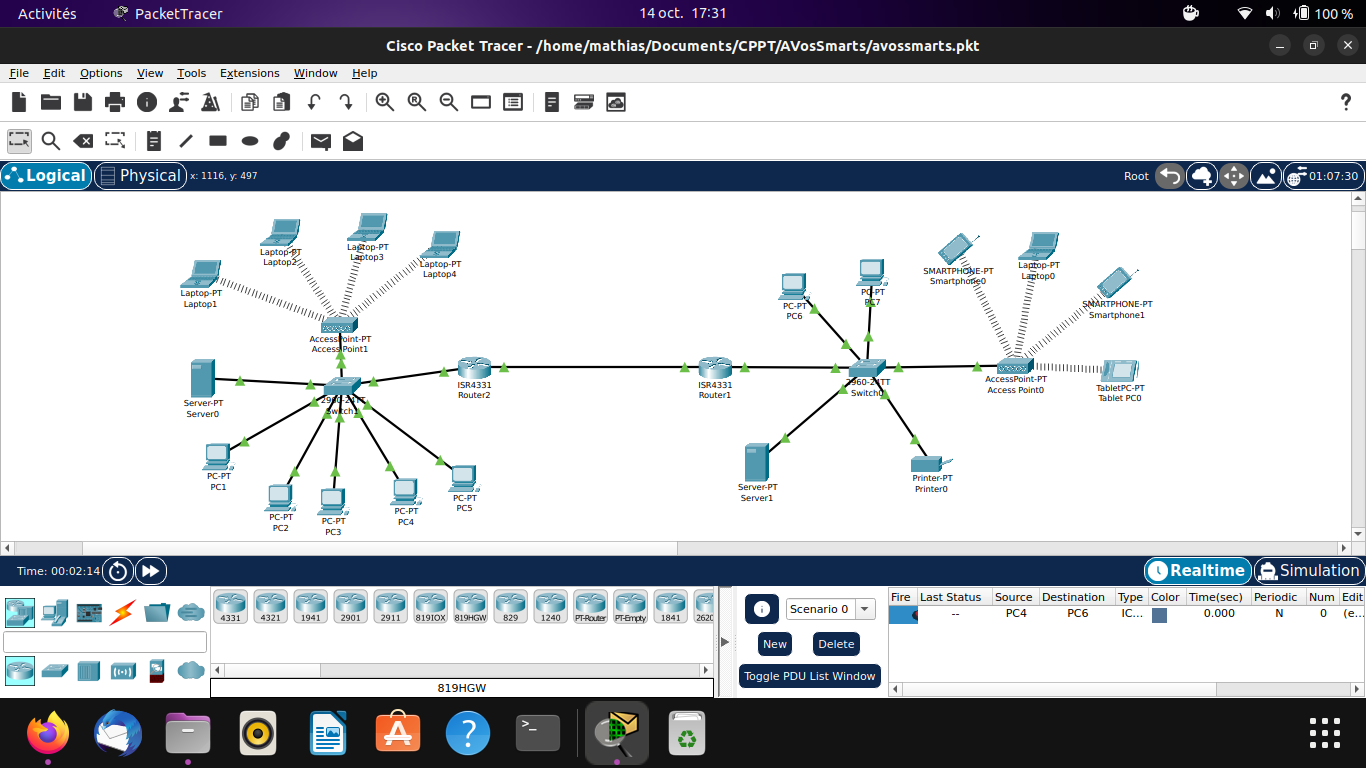 Activités
PacketTracer
14 oct. 17:31
100 %
Cisco Packet Tracer - /home/mathias/Documents/CPPT/AVosSmarts/avossmarts.pkt
File Edit Options View Tools Extensions Window Help
Logical
Physical
x: 1116, y: 497
Root
01:07:30
Laptop-PT
Laptop1
Laptop-PT
Laptop2
Laptop-PT
Laptop3
Laptop-PT
Laptop4
AccessPoint-PT
Access Point1
Server-PT
Server0
2960-24TT
Switch1
ISR4331
Router2
PC-PT
PC1
PC-PT
PC2
PC-PT
PC3
PC-PT
PC4
PC-PT
PC5
ISR4331
Router1
PC-PT
PC6
PC-PT
PC7
2960-24TT
Switch0
Server-PT
Server1
Printer-PT
Printer0
SMARTPHONE-PT
Smartphone0
Laptop-PT
Laptop0
SMARTPHONE-PT
Smartphone1
AccessPoint-PT
Access Point0
TabletPC-PT
Tablet PC0
Time: 00:02:14
Realtime
Simulation
4331 4321 1941 2901 2911 819IOX 819HGW 829 1240 PT-Router PT-Empty 1841 2620
819HGW
Scenario 0
New
Delete
Toggle PDU List Window
Fire Last Status Source Destination Type Color Time(sec) Periodic Num Edit
-- PC4 PC6 IC... 0.000 N 0 (e...